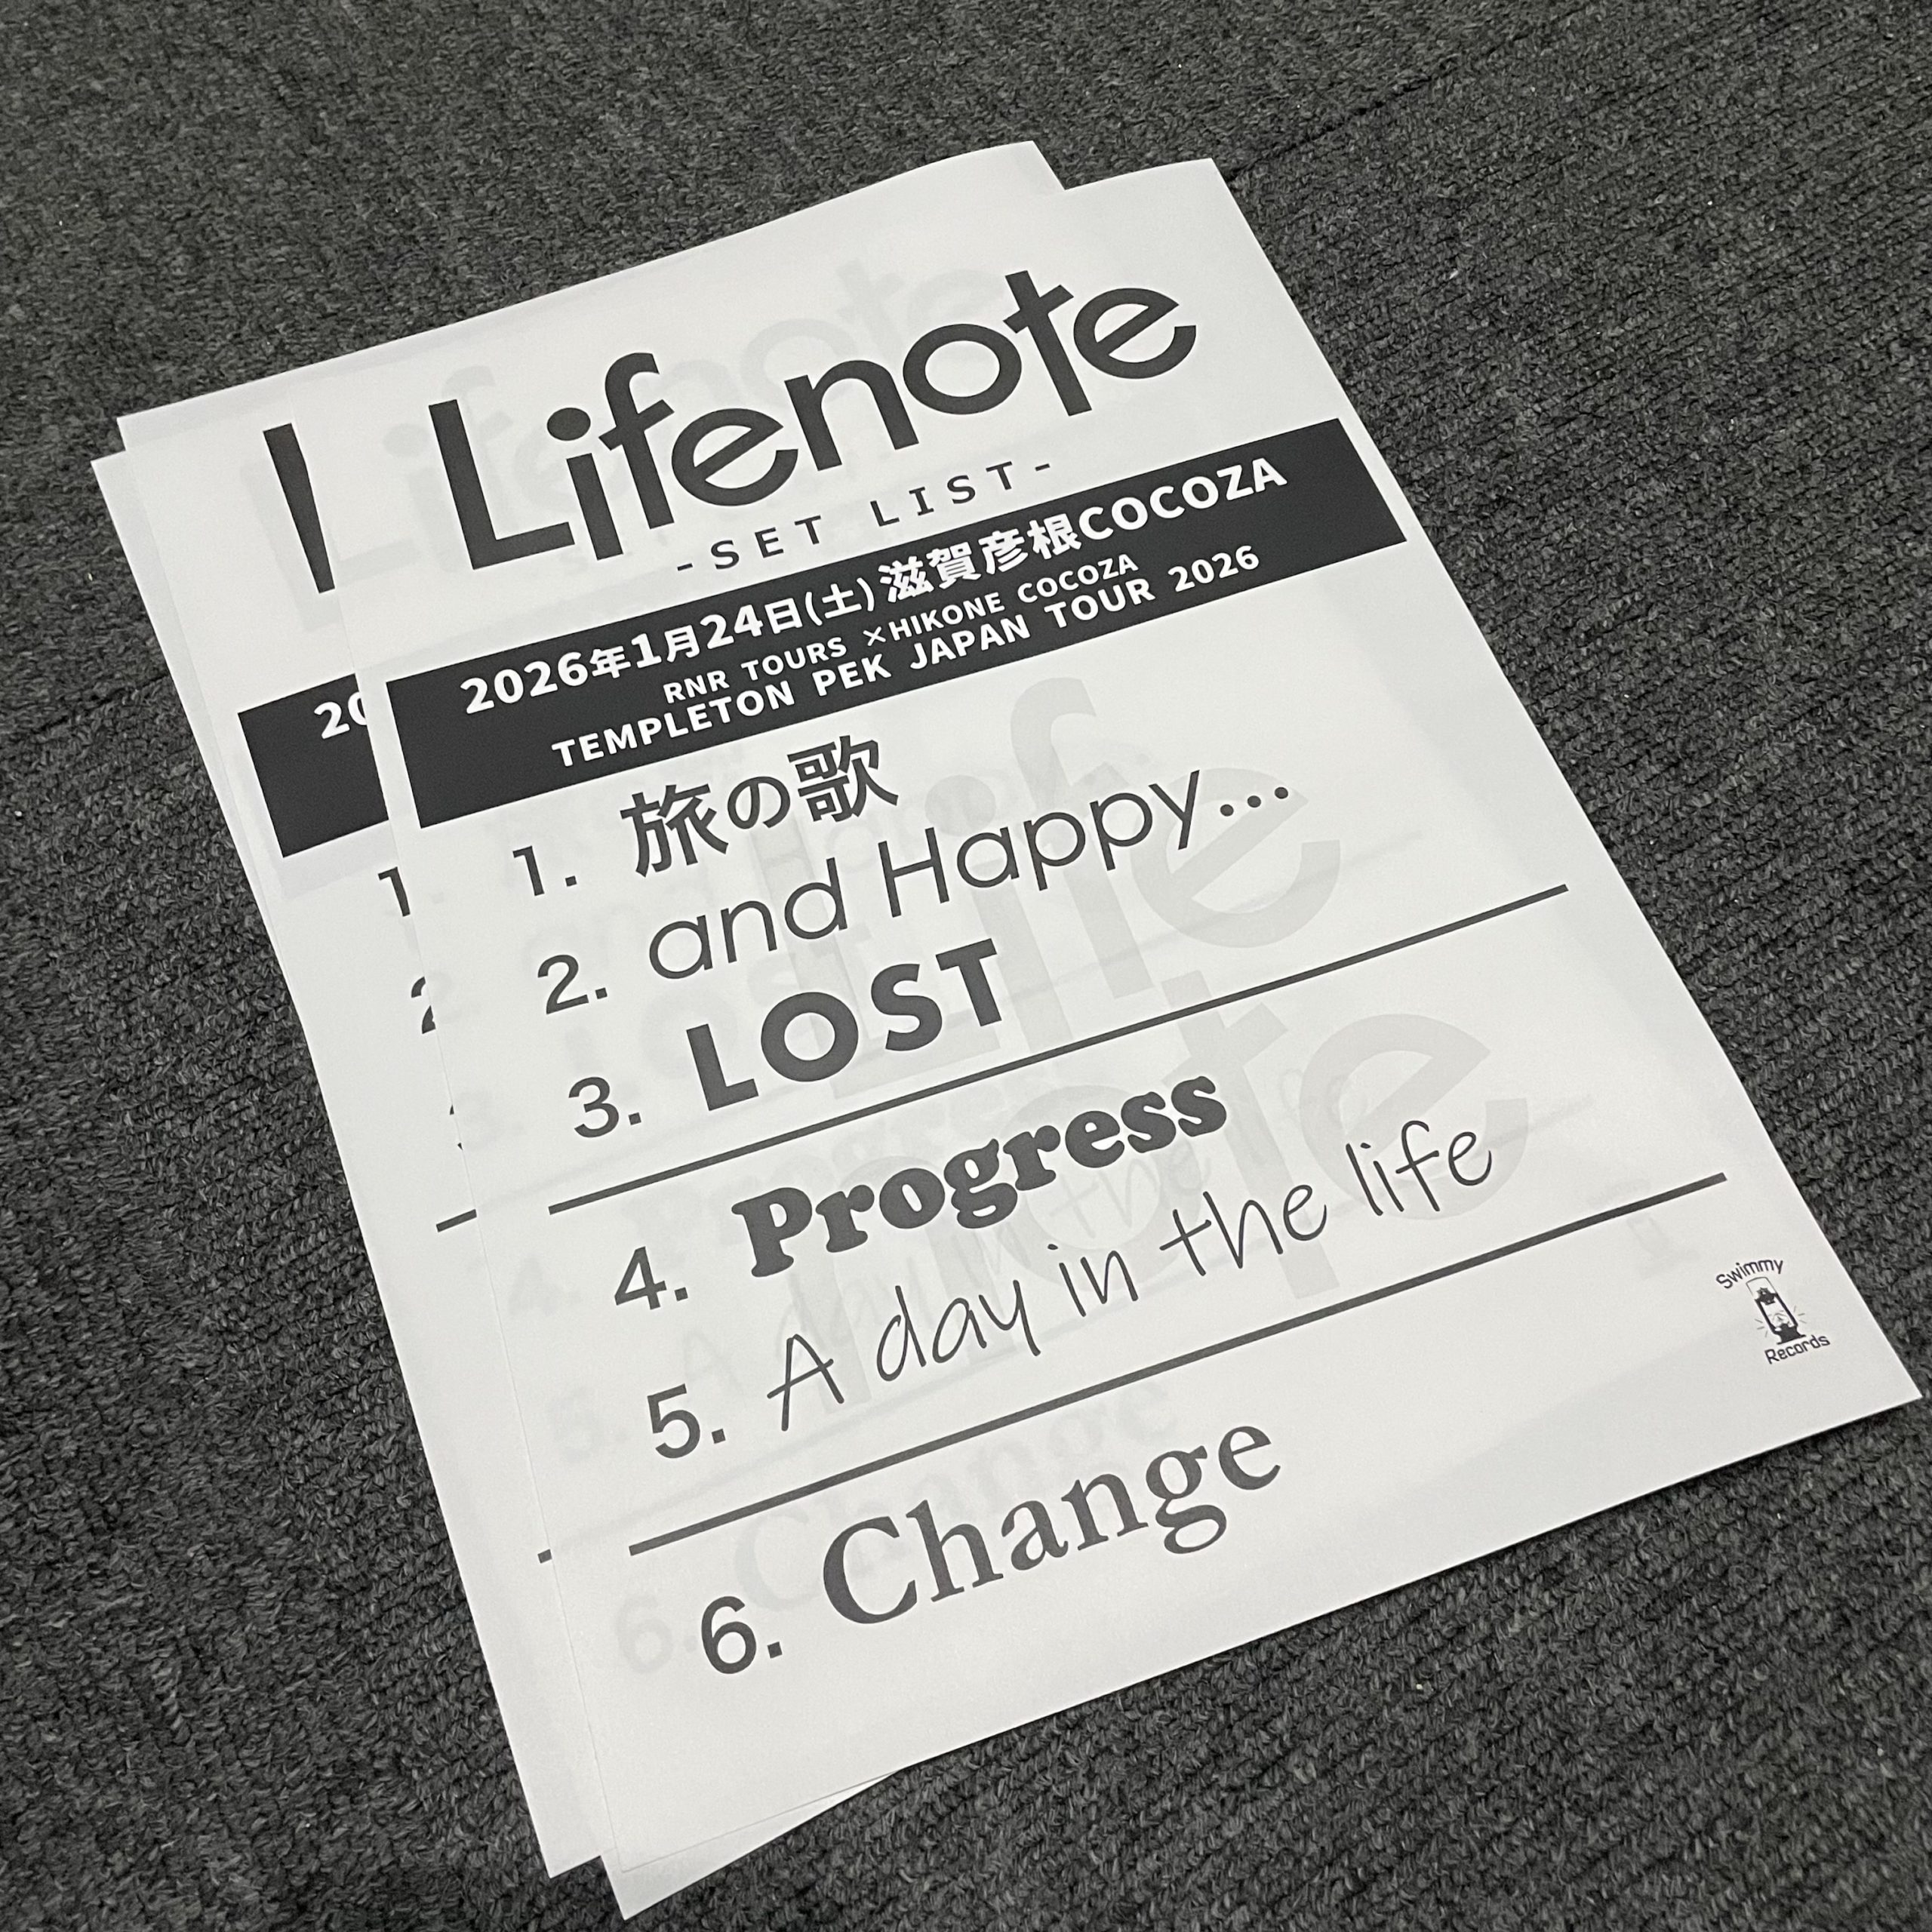 Lifenote
-SET LIST-
2026年1月24日(土)滋賀彦根COCOZA
RNR TOURS ×HIKONE COCOZA
TEMPLETON PEK JAPAN TOUR 2026
1. 旅の歌
2. and Happy...
3. LOST
4. Progress
5. A day in the life
6. Change
Swimmy
Records